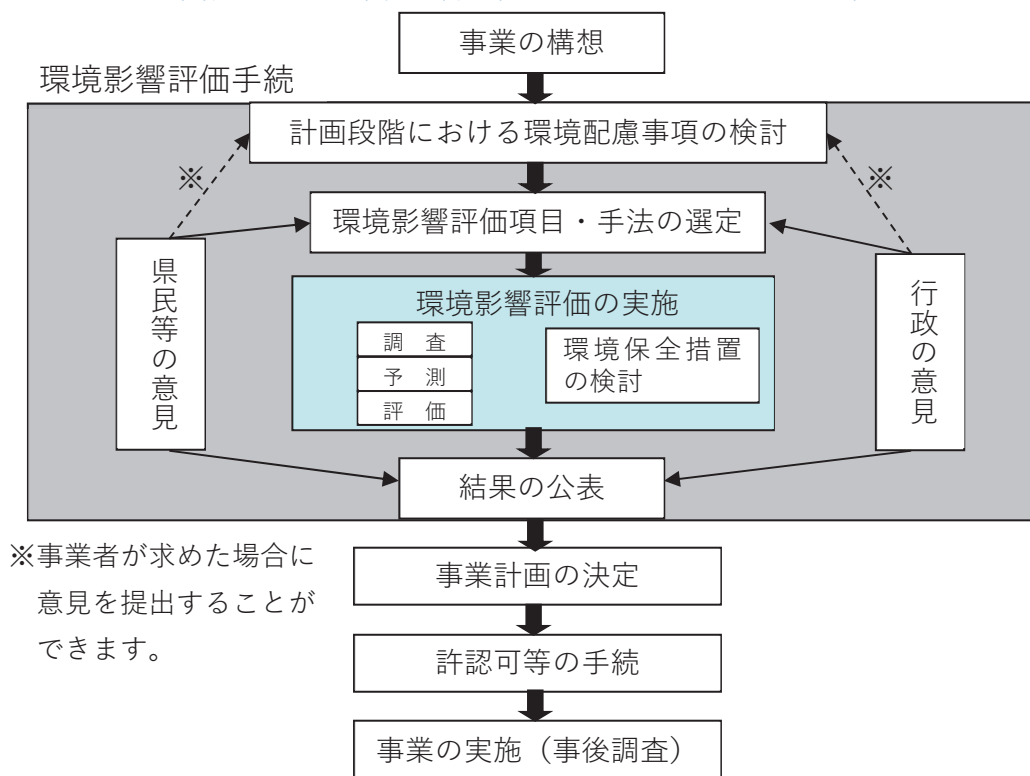 事業の構想
環境影響評価手続
計画段階における環境配慮事項の検討
※
※
環境影響評価項目・手法の選定
県民等の意見
行政の意見
環境影響評価の実施
調 査
予 測
評 価
環境保全措置
の検討
結果の公表
※事業者が求めた場合に
意見を提出することが
できます。
事業計画の決定
許認可等の手続
事業の実施（事後調査）